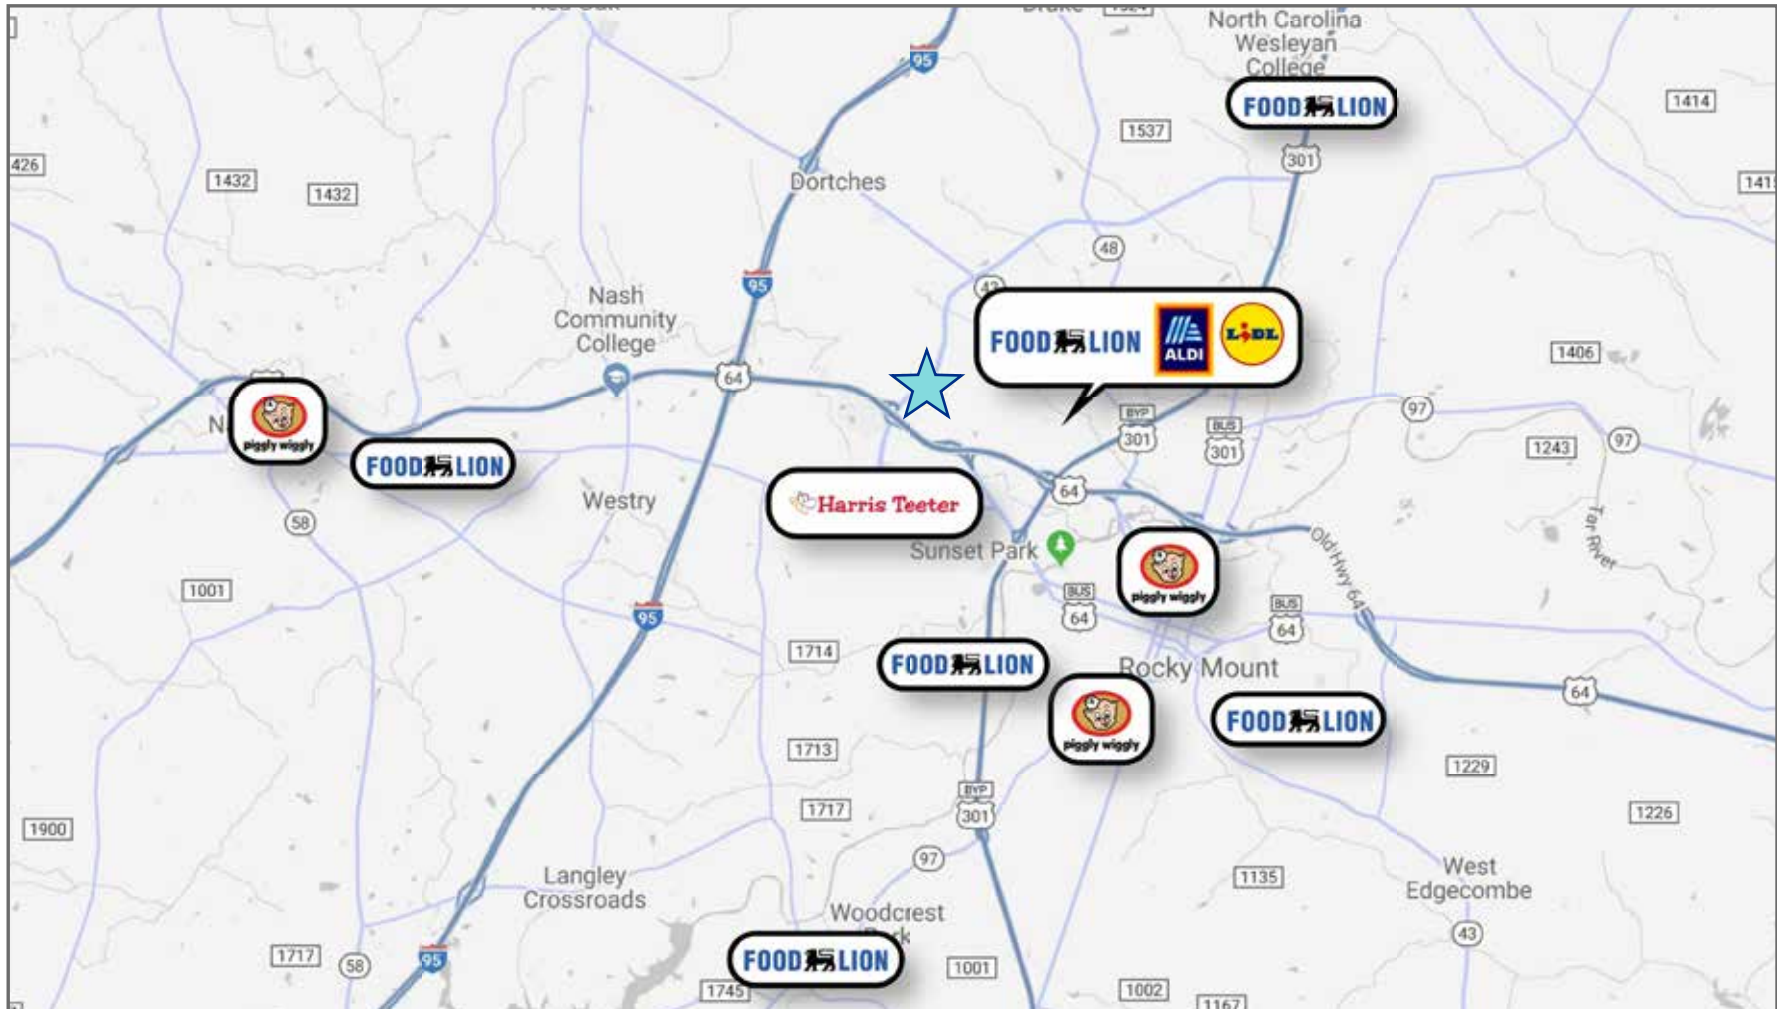 Drake
North Carolina
Wesleyan
College
95
FOOD LION
1414
1537
301
426
1432
1432
Dortches
48
95
Nash
Community
College
43
FOOD LION
ALDI
LiDL
1406
64
piggly wiggly
FOOD LION
BYP
301
BUS
301
97
1243
97
58
Westry
Harris Teeter
64
Sunset Park
Old Hwy 64
Tar River
piggly wiggly
1001
95
BUS
64
BUS
64
1714
FOOD LION
Rocky Mount
64
piggly wiggly
FOOD LION
1713
1229
BYP
301
1717
1226
1900
97
Langley
Crossroads
1135
West
Edgecombe
Woodcrest
Park
43
1717
58
95
FOOD LION
1001
1745
1002
1167